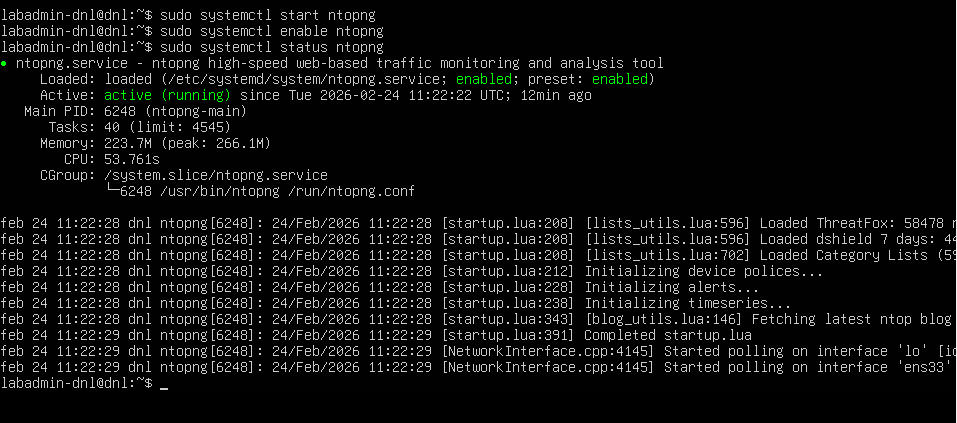 labadmin-dnl@dnl:~$ sudo systemctl start ntopng
labadmin-dnl@dnl:~$ sudo systemctl enable ntopng
labadmin-dnl@dnl:~$ sudo systemctl status ntopng
● ntopng.service - ntopng high-speed web-based traffic monitoring and analysis tool
     Loaded: loaded (/etc/systemd/system/ntopng.service; enabled; preset: enabled)
     Active: active (running) since Tue 2026-02-24 11:22:22 UTC; 12min ago
   Main PID: 6248 (ntopng-main)
      Tasks: 40 (limit: 4545)
     Memory: 223.7M (peak: 266.1M)
        CPU: 53.761s
     CGroup: /system.slice/ntopng.service
             └─6248 /usr/bin/ntopng /run/ntopng.conf
feb 24 11:22:28 dnl ntopng[6248]: 24/Feb/2026 11:22:28 [startup.lua:208] [lists_utils.lua:596] Loaded ThreatFox: 58478
feb 24 11:22:28 dnl ntopng[6248]: 24/Feb/2026 11:22:28 [startup.lua:208] [lists_utils.lua:596] Loaded dshield 7 days: 44
feb 24 11:22:28 dnl ntopng[6248]: 24/Feb/2026 11:22:28 [startup.lua:208] [lists_utils.lua:702] Loaded Category Lists (59
feb 24 11:22:28 dnl ntopng[6248]: 24/Feb/2026 11:22:28 [startup.lua:212] Initializing device polices...
feb 24 11:22:28 dnl ntopng[6248]: 24/Feb/2026 11:22:28 [startup.lua:228] Initializing alerts...
feb 24 11:22:28 dnl ntopng[6248]: 24/Feb/2026 11:22:28 [startup.lua:238] Initializing timeseries...
feb 24 11:22:28 dnl ntopng[6248]: 24/Feb/2026 11:22:28 [startup.lua:343] [blog_utils.lua:146] Fetching latest ntop blog
feb 24 11:22:29 dnl ntopng[6248]: 24/Feb/2026 11:22:29 [startup.lua:391] Completed startup.lua
feb 24 11:22:29 dnl ntopng[6248]: 24/Feb/2026 11:22:29 [NetworkInterface.cpp:4145] Started polling on interface 'lo' [id
feb 24 11:22:29 dnl ntopng[6248]: 24/Feb/2026 11:22:29 [NetworkInterface.cpp:4145] Started polling on interface 'ens33'
labadmin-dnl@dnl:~$ _